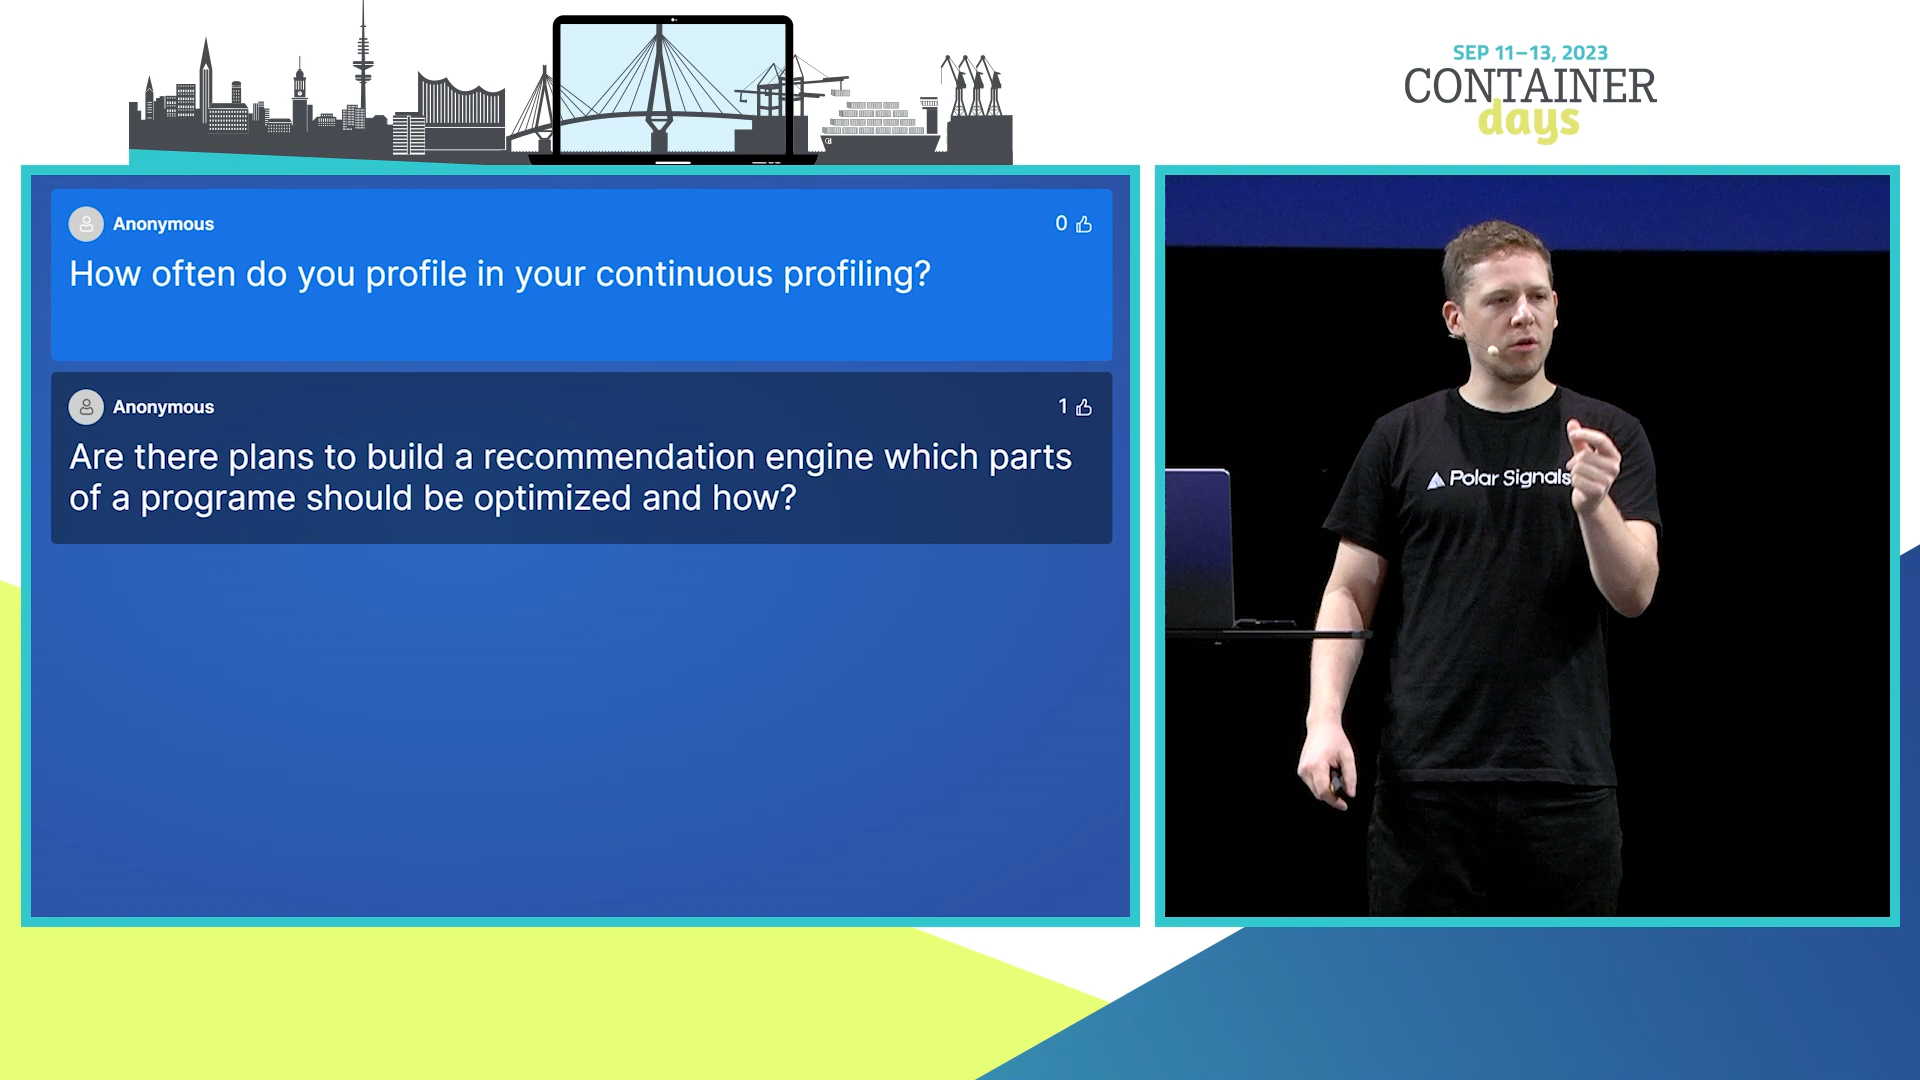 SEP 11–13, 2023
CONTAINER
days
Anonymous
0
How often do you profile in your continuous profiling?
Anonymous
1
Are there plans to build a recommendation engine which parts
of a programe should be optimized and how?
Polar Signals